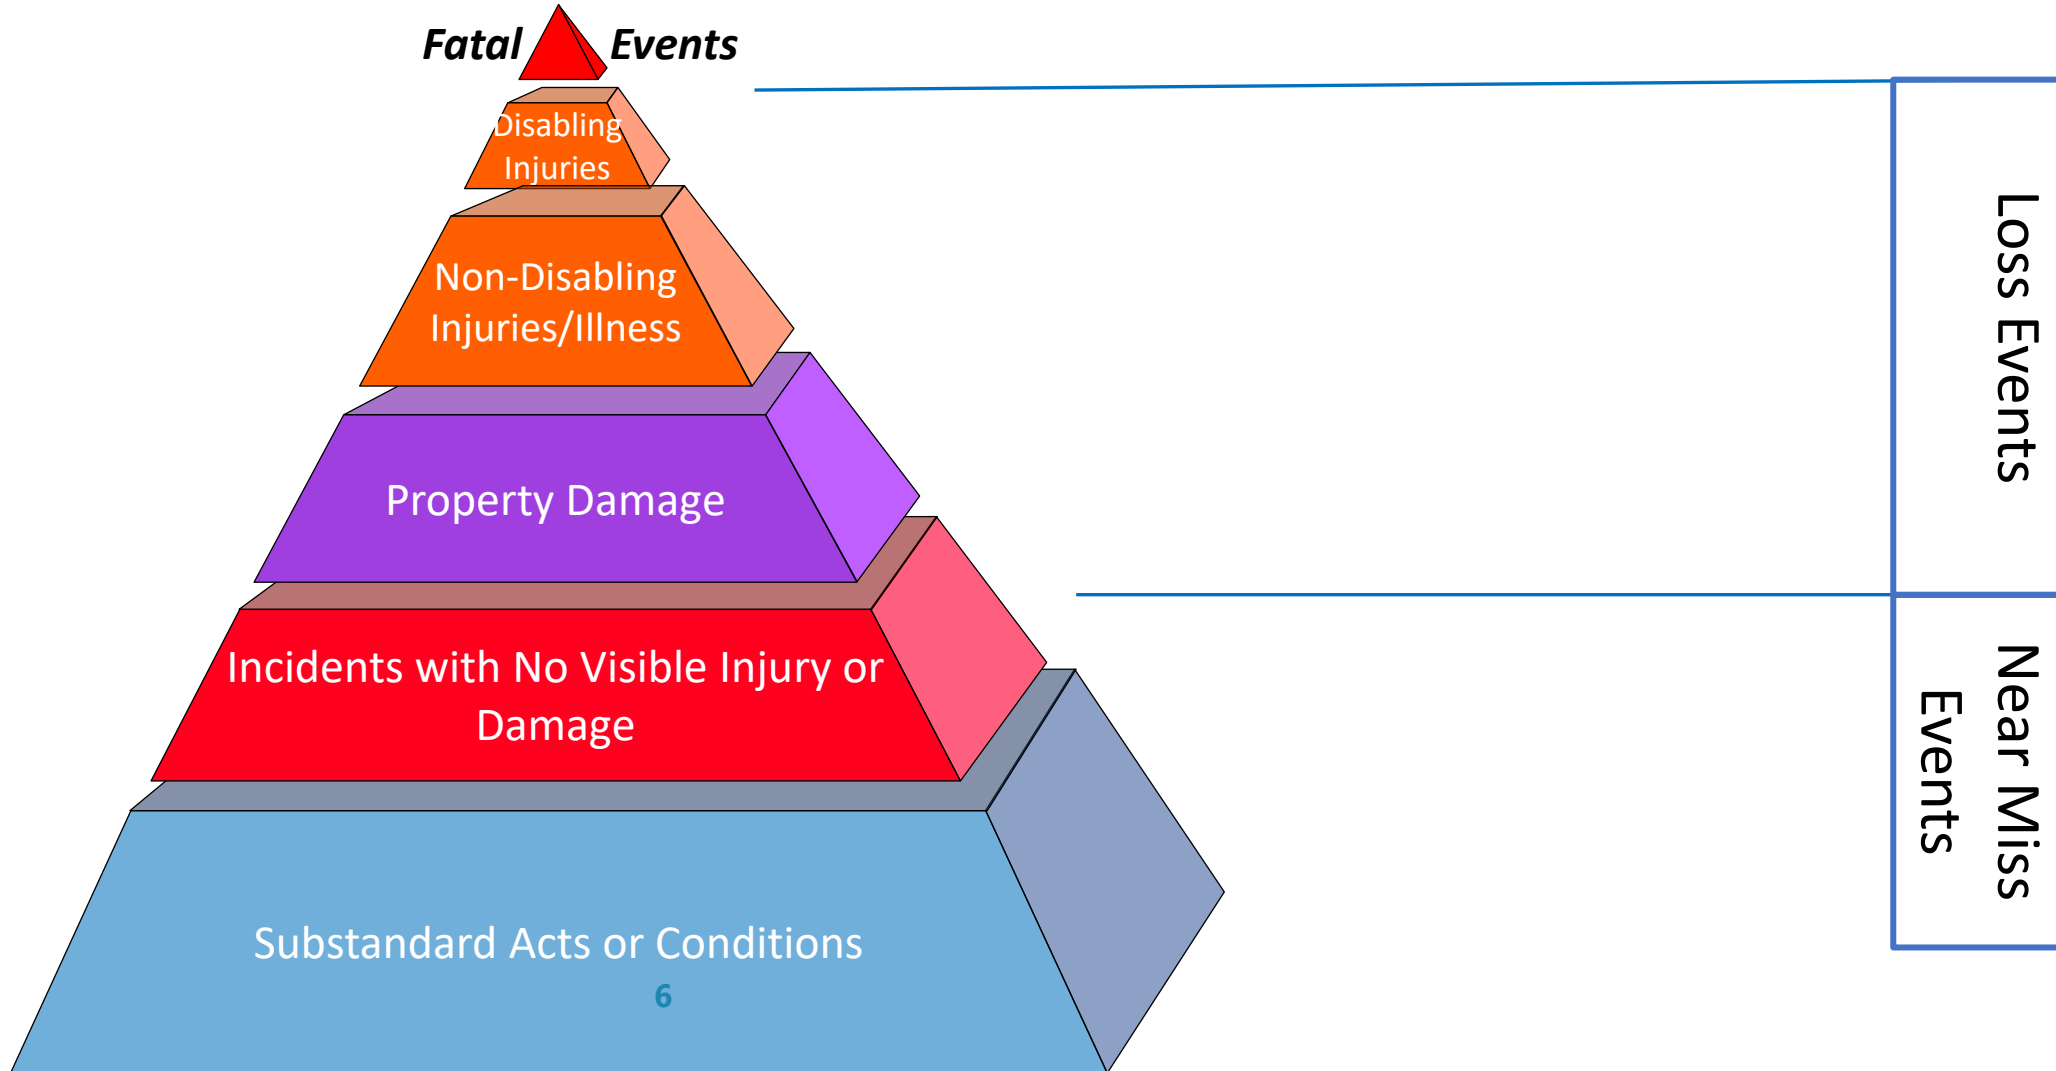 Fatal Events
Disabling
Injuries
Non-Disabling
Injuries/Illness
Property Damage
Incidents with No Visible Injury or
Damage
Substandard Acts or Conditions
6
Loss Events
Near Miss
Events